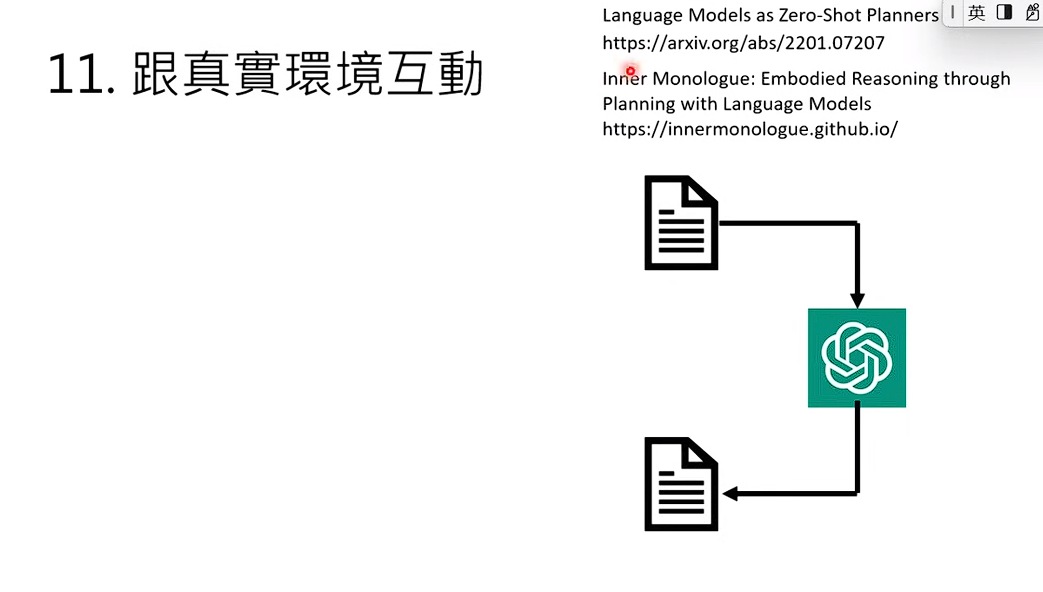 11. 跟真實環境互動
Language Models as Zero-Shot Planners
https://arxiv.org/abs/2201.07207
Inner Monologue: Embodied Reasoning through
Planning with Language Models
https://innermonologue.github.io/
英